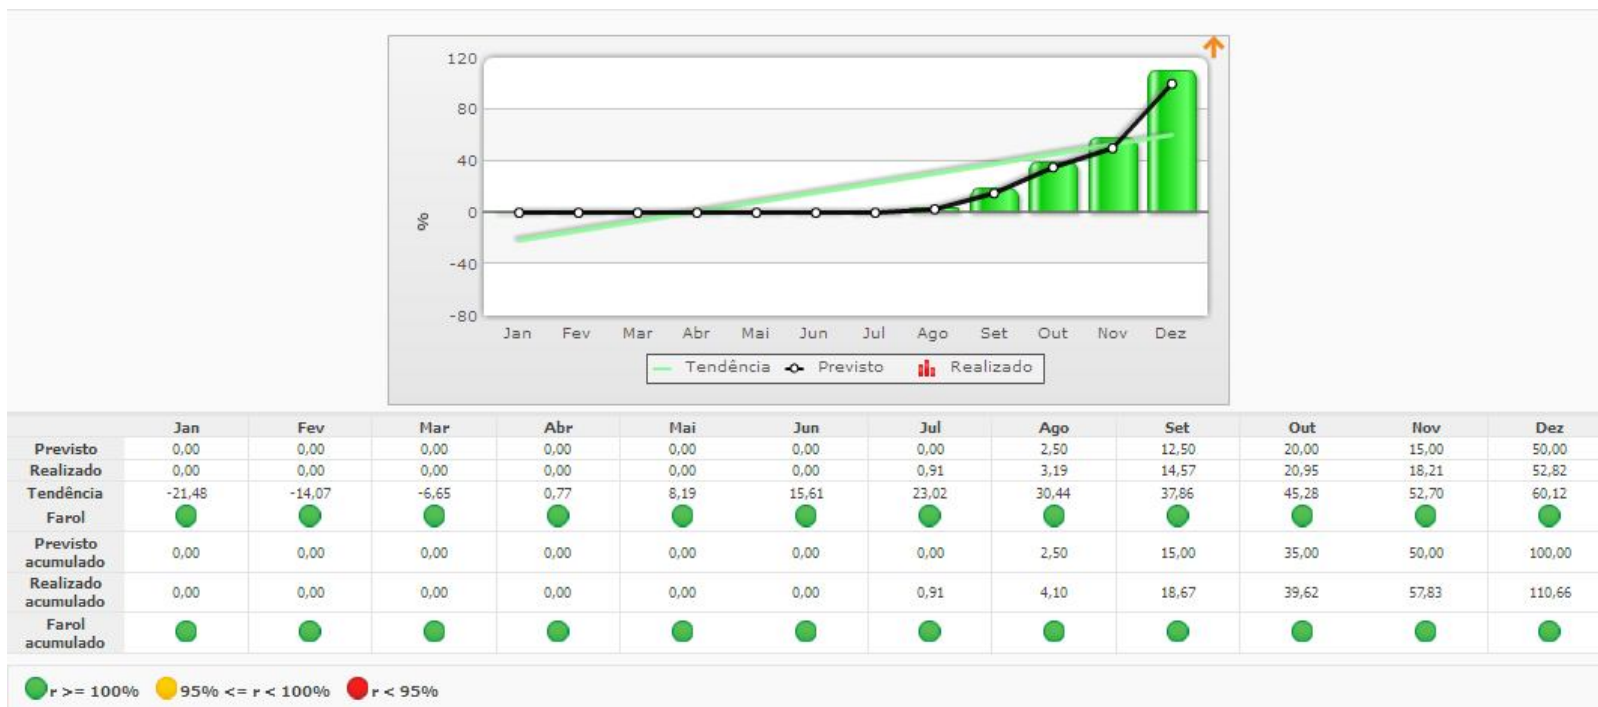 120
80
40
0
-40
-80
%
Jan Fev Mar Abr Mai Jun Jul Ago Set Out Nov Dez
Tendência Previsto Realizado
Jan Fev Mar Abr Mai Jun Jul Ago Set Out Nov Dez
Previsto 0,00 0,00 0,00 0,00 0,00 0,00 0,00 2,50 12,50 20,00 15,00 50,00
Realizado 0,00 0,00 0,00 0,00 0,00 0,00 0,91 3,19 14,57 20,95 18,21 52,82
Tendência -21,48 -14,07 -6,65 0,77 8,19 15,61 23,02 30,44 37,86 45,28 52,70 60,12
Farol
Previsto
acumulado 0,00 0,00 0,00 0,00 0,00 0,00 0,00 2,50 15,00 35,00 50,00 100,00
Realizado
acumulado 0,00 0,00 0,00 0,00 0,00 0,00 0,91 4,10 18,67 39,62 57,83 110,66
Farol
acumulado
r >= 100% 95% <= r < 100% r < 95%